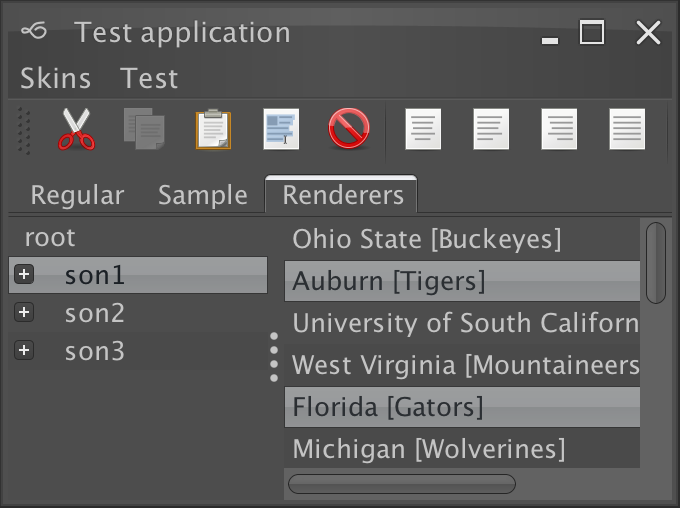 Test application
Skins Test
Regular Sample Renderers
root
son1
son2
son3
Ohio State [Buckeyes]
Auburn [Tigers]
University of South Californ
West Virginia [Mountaineers
Florida [Gators]
Michigan [Wolverines]